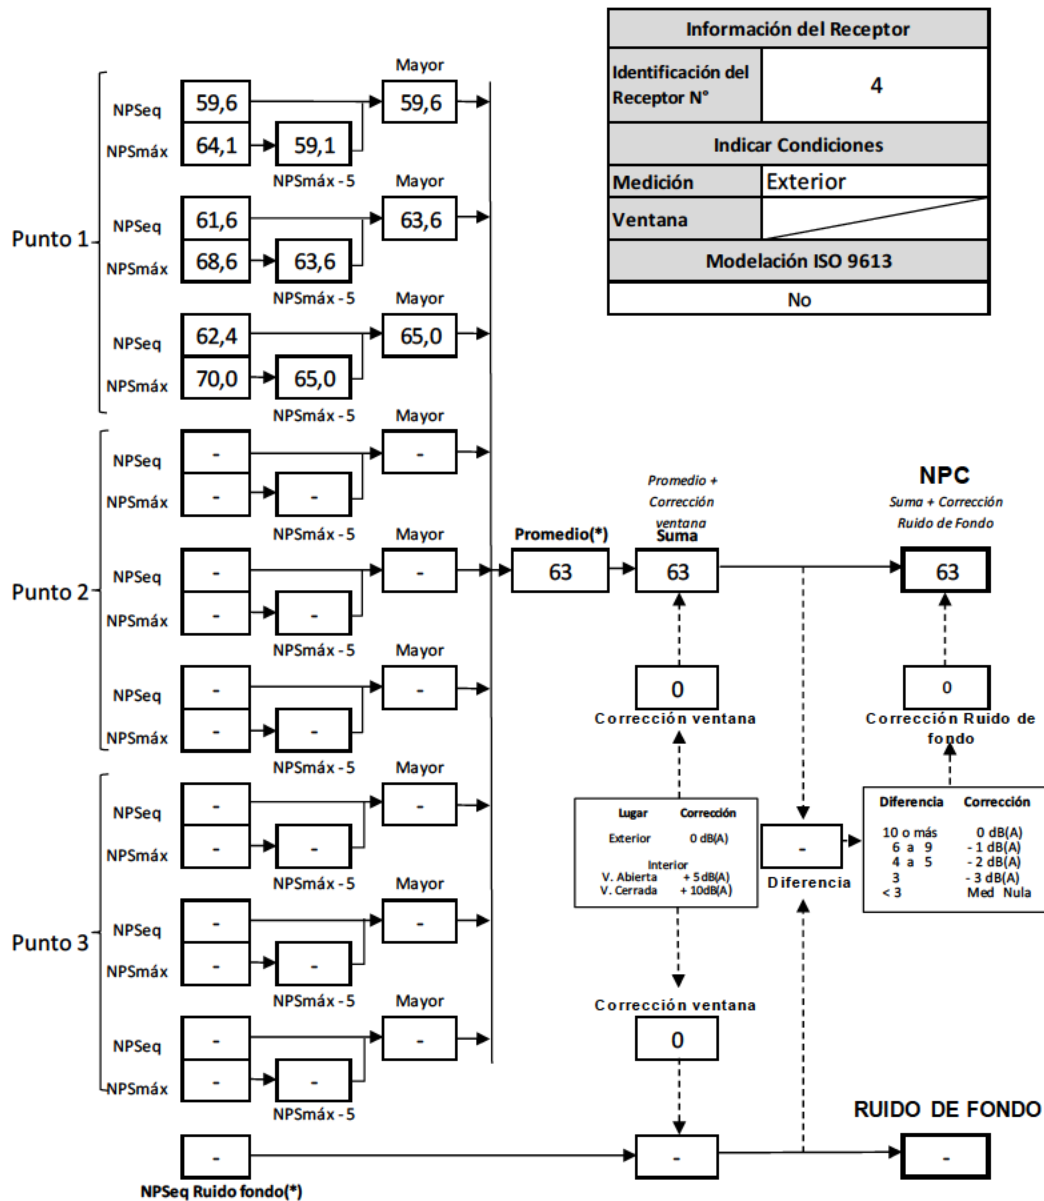 Información del Receptor
Identificación del
Receptor N°
4
Indicar Condiciones
Medición Exterior
Ventana
Modelación ISO 9613
No
Punto 1
Mayor
NPSeq 59,6 59,6
NPSmáx 64,1 59,1
NPSmáx - 5
Mayor
NPSeq 61,6 63,6
NPSmáx 68,6 63,6
NPSmáx - 5
Mayor
NPSeq 62,4 65,0
NPSmáx 70,0 65,0
NPSmáx - 5
Punto 2
Mayor
NPSeq - -
NPSmáx - -
NPSmáx - 5
Mayor
NPSeq - -
NPSmáx - -
NPSmáx - 5
Mayor
NPSeq - -
NPSmáx - -
NPSmáx - 5
Punto 3
Mayor
NPSeq - -
NPSmáx - -
NPSmáx - 5
Mayor
NPSeq - -
NPSmáx - -
NPSmáx - 5
Mayor
NPSeq - -
NPSmáx - -
NPSmáx - 5
-
NPSeq Ruido fondo(*)
Promedio(*)
63
Promedio +
Corrección
ventana
Suma
63
NPC
Suma + Corrección
Ruido de Fondo
63
0
Corrección ventana
0
Corrección Ruido de
fondo
Lugar Corrección
Exterior 0 dB(A)
Interior
V. Abierta + 5 dB(A)
V. Cerrada + 10dB(A)
-
Diferencia
Diferencia Corrección
10 o más 0 dB(A)
6 a 9 - 1 dB(A)
4 a 5 - 2 dB(A)
3 - 3 dB(A)
< 3 Med Nula
Corrección ventana
0
-
RUIDO DE FONDO
-